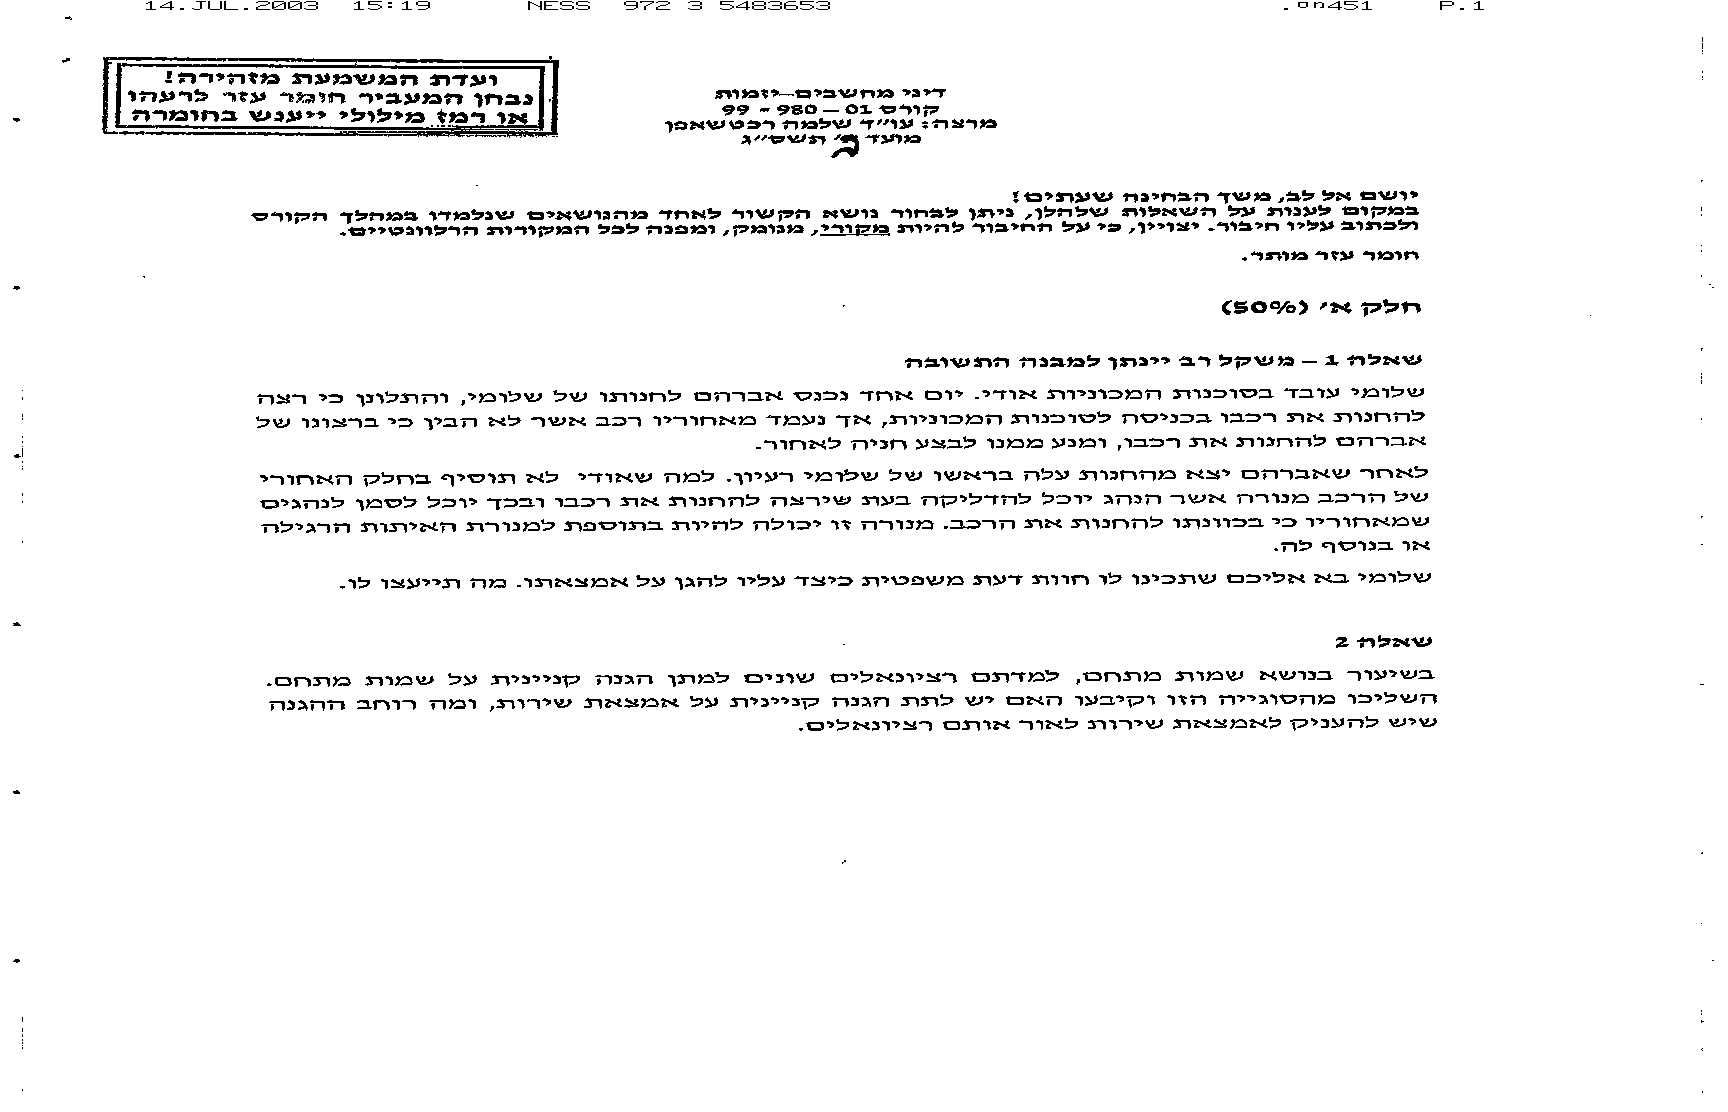 14.JUL.2003 15:19 NESS 972 3 5483653 .on451 P.1
ועדת המשמעת מזהירה!
נבחן המעביר חומר עזר לרעהו
או רמז מילולי ייענש בחומרה
דיני מחשבים–יזמות
קורס 01 – 980 - 99
מרצה: עו"ד שלמה רכטשאפן
מועד ב' תשס"ג
יושם אל לב, משך הבחינה שעתים!
במקום לענות על השאלות שלהלן, ניתן לבחור נושא הקשור לאחד מהנושאים שנלמדו במהלך הקורס
ולכתוב עליו חיבור. יצויין, כי על החיבור להיות מקורי, מנומק, ומפנה לכל המקורות הרלוונטיים.
חומר עזר מותר.
חלק א' (50%)
שאלה 1 – משקל רב יינתן למבנה התשובה
שלומי עובד בסוכנות המכוניות אודי. יום אחד נכנס אברהם לחנותו של שלומי, והתלונן כי רצה
להחנות את רכבו בכניסה לסוכנות המכוניות, אך נעמד מאחוריו רכב אשר לא הבין כי ברצונו של
אברהם להחנות את רכבו, ומנע ממנו לבצע חניה לאחור.
לאחר שאברהם יצא מהחנות עלה בראשו של שלומי רעיון. למה שאודי לא תוסיף בחלק האחורי
של הרכב מנורה אשר הנהג יוכל להדליקה בעת שירצה להחנות את רכבו ובכך יוכל לסמן לנהגים
שמאחוריו כי בכוונתו להחנות את הרכב. מנורה זו יכולה להיות בתוספת למנורת האיתות הרגילה
או בנוסף לה.
שלומי בא אליכם שתכינו לו חוות דעת משפטית כיצד עליו להגן על אמצאתו. מה תייעצו לו.
שאלה 2
בשיעור בנושא שמות מתחם, למדתם רציונאלים שונים למתן הגנה קניינית על שמות מתחם.
השליכו מהסוגייה הזו וקיבעו האם יש לתת הגנה קניינית על אמצאת שירות, ומה רוחב ההגנה
שיש להעניק לאמצאת שירות לאור אותם רציונאלים.